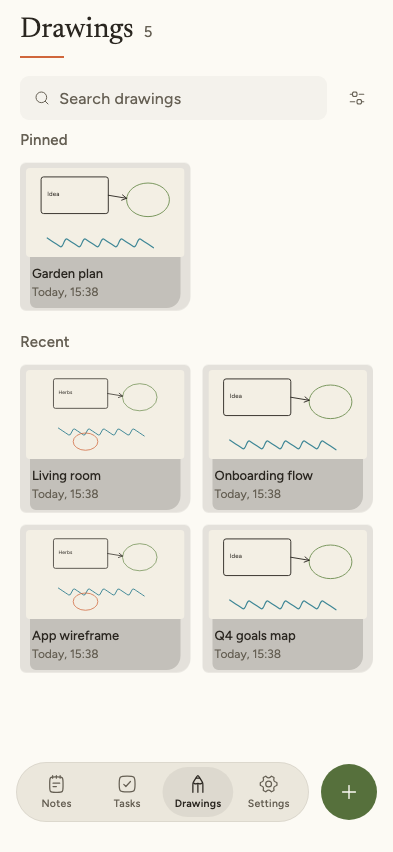 Drawings 5
Search drawings
Pinned
Idea
Garden plan
Today, 15:38
Recent
Herbs
Living room
Today, 15:38
Idea
Onboarding flow
Today, 15:38
Herbs
App wireframe
Today, 15:38
Idea
Q4 goals map
Today, 15:38
Notes
Tasks
Drawings
Settings